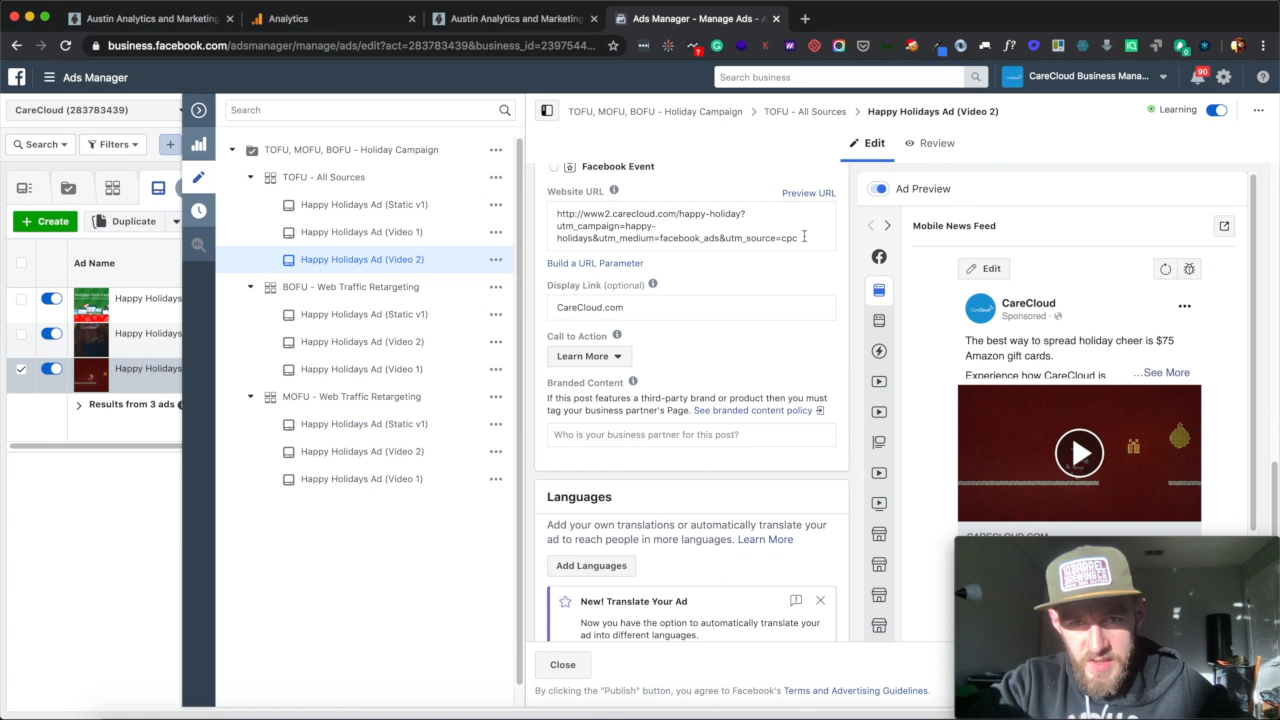 Austin Analytics and Marketing
Analytics
Austin Analytics and Marketing
Ads Manager - Manage Ads -
business.facebook.com/adsmanager/manage/ads/edit?act=283783439&business_id=2397544...
Ads Manager
Search business
CareCloud Business Mana...
90
CareCloud (283783439)
Search
TOFU, MOFU, BOFU - Holiday Campaign
TOFU - All Sources
Happy Holidays Ad (Video 2)
Learning
Search
Filters
Edit
Review
TOFU, MOFU, BOFU - Holiday Campaign
TOFU - All Sources
Happy Holidays Ad (Static v1)
Happy Holidays Ad (Video 1)
Happy Holidays Ad (Video 2)
BOFU - Web Traffic Retargeting
Happy Holidays Ad (Static v1)
Happy Holidays Ad (Video 2)
Happy Holidays Ad (Video 1)
MOFU - Web Traffic Retargeting
Happy Holidays Ad (Static v1)
Happy Holidays Ad (Video 2)
Happy Holidays Ad (Video 1)
Create
Duplicate
Ad Name
Happy Holidays
Happy Holidays
Happy Holidays
Results from 3 ads
Facebook Event
Website URL
Preview URL
http://www2.carecloud.com/happy-holiday?
utm_campaign=happy-
holidays&utm_medium=facebook_ads&utm_source=cpc
Build a URL Parameter
Display Link (optional)
CareCloud.com
Call to Action
Learn More
Branded Content
If this post features a third-party brand or product then you must
tag your business partner's Page. See branded content policy
Who is your business partner for this post?
Languages
Add your own translations or automatically translate your
ad to reach people in more languages. Learn More
Add Languages
New! Translate Your Ad
Now you have the option to automatically translate your
ad into different languages.
Close
By clicking the "Publish" button, you agree to Facebook's Terms and Advertising Guidelines.
Ad Preview
Mobile News Feed
Edit
CareCloud
Sponsored
The best way to spread holiday cheer is $75
Amazon gift cards.
Experience how CareCloud is
...See More
CARECLOUD.COM